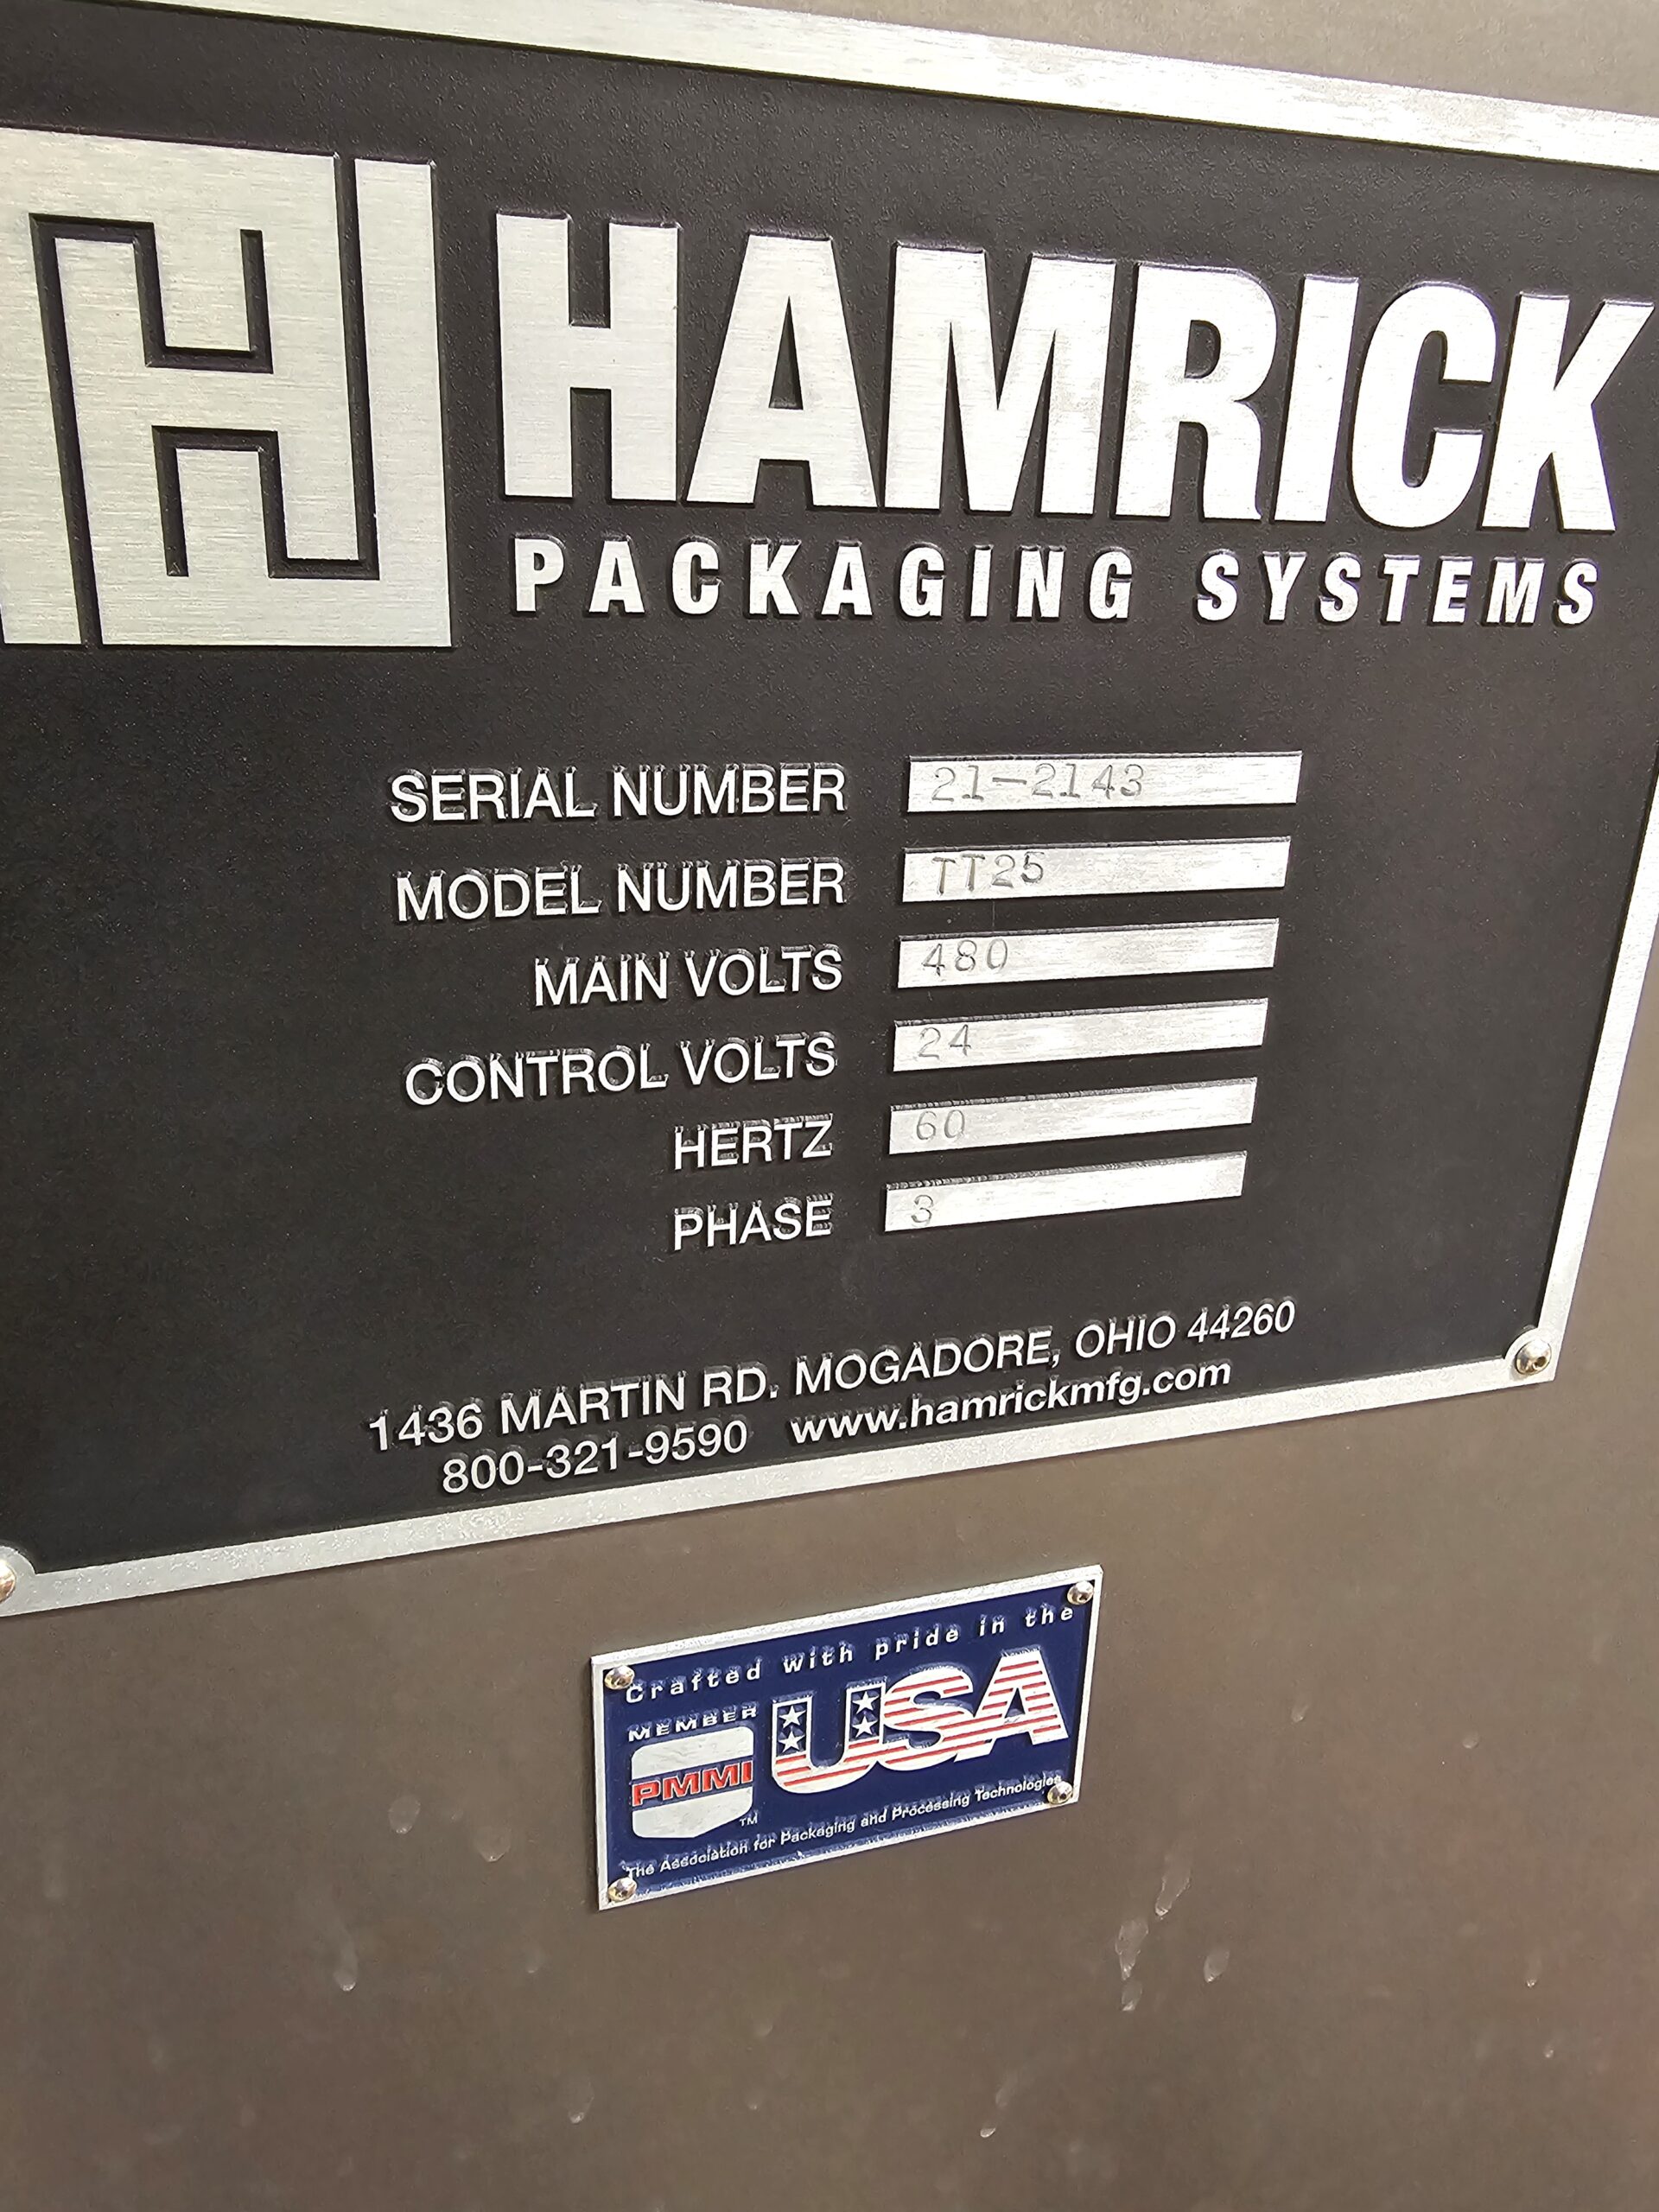 HAMRICK
PACKAGING SYSTEMS
SERIAL NUMBER 21-2143
MODEL NUMBER TT25
MAIN VOLTS 480
CONTROL VOLTS 24
HERTZ 60
PHASE 3
1436 MARTIN RD. MOGADORE, OHIO 44260
800-321-9590 www.hamrickmfg.com
Crafted with pride in the
MEMBER
USA
PMMI
TM
The Association for Packaging and Processing Technologies